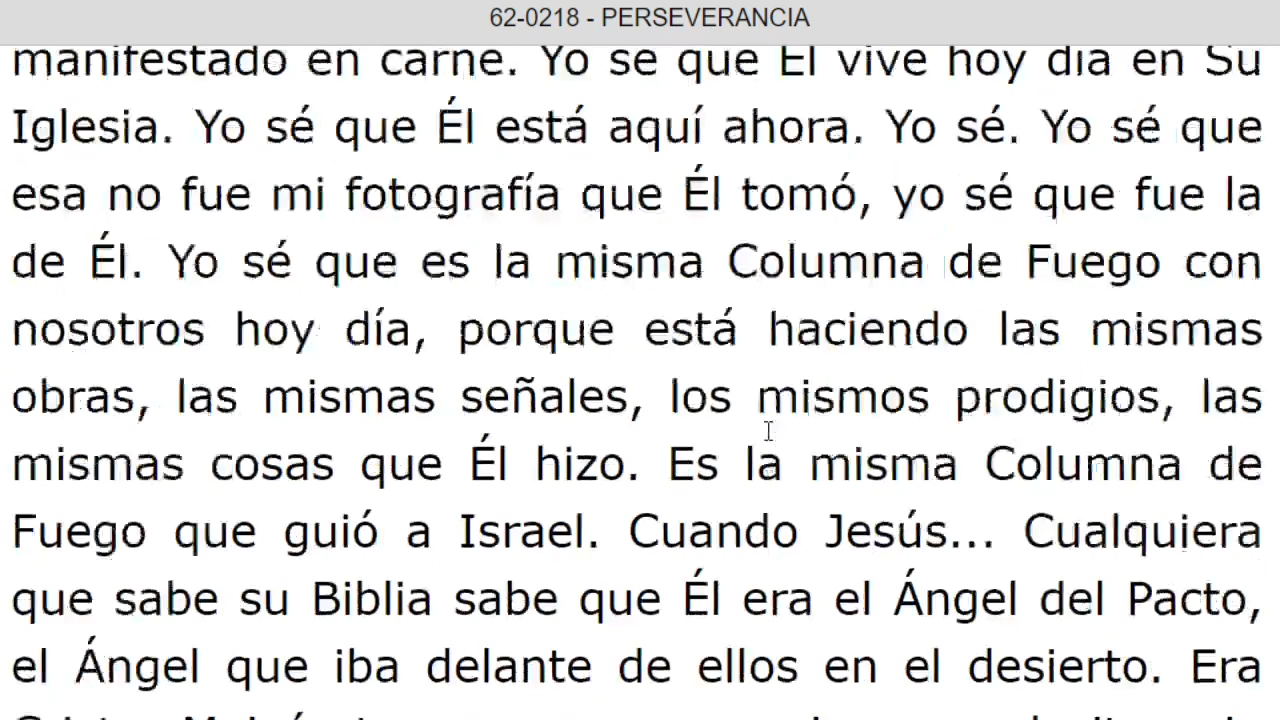 62-0218 - PERSEVERANCIA
manifestado en carne. Yo sé que Él vive hoy día en Su
Iglesia. Yo sé que Él está aquí ahora. Yo sé. Yo sé que
esa no fue mi fotografía que Él tomó, yo sé que fue la
de Él. Yo sé que es la misma Columna de Fuego con
nosotros hoy día, porque está haciendo las mismas
obras, las mismas señales, los mismos prodigios, las
mismas cosas que Él hizo. Es la misma Columna de
Fuego que guió a Israel. Cuando Jesús... Cualquiera
que sabe su Biblia sabe que Él era el Ángel del Pacto,
el Ángel que iba delante de ellos en el desierto. Era